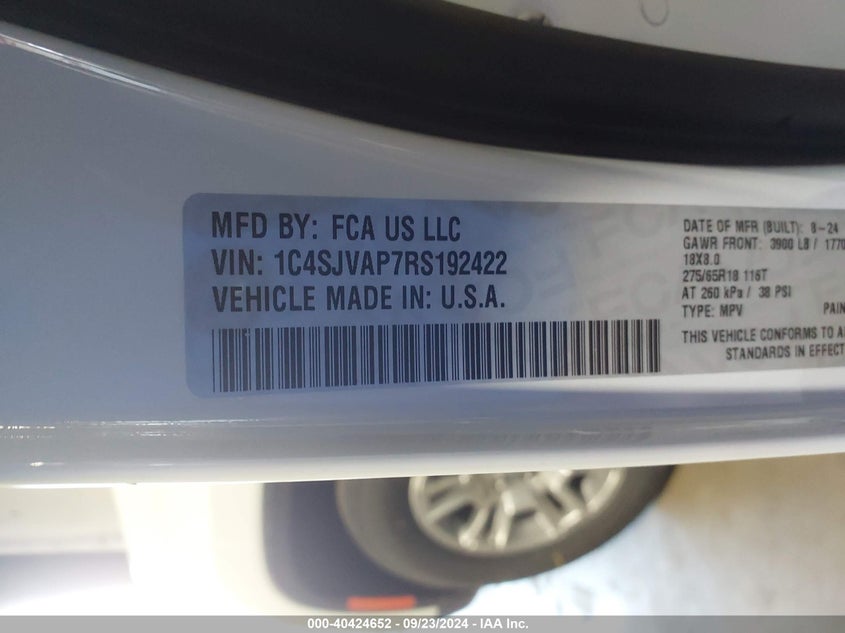 MFD BY: FCA US LLC
VIN: 1C4SJVAP7RS192422
VEHICLE MADE IN: U.S.A.
DATE OF MFR (BUILT): 8-24
GAWR FRONT: 3900 LB / 1770
18X8.0
275/65R18 116T
AT 260 kPa / 38 PSI
TYPE: MPV PAIN
THIS VEHICLE CONFORMS TO A
STANDARDS IN EFFECT
000-40424652 - 09/23/2024 - IAA Inc.